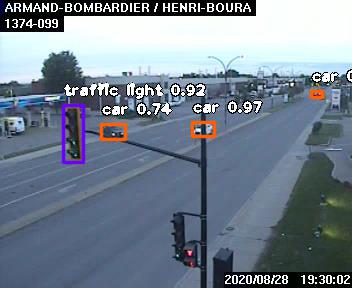 ARMAND-BOMBARDIER / HENRI-BOURA
1374-099
traffic light 0.92
car 0.74
car 0.97
car
2020/08/28 19:30:02